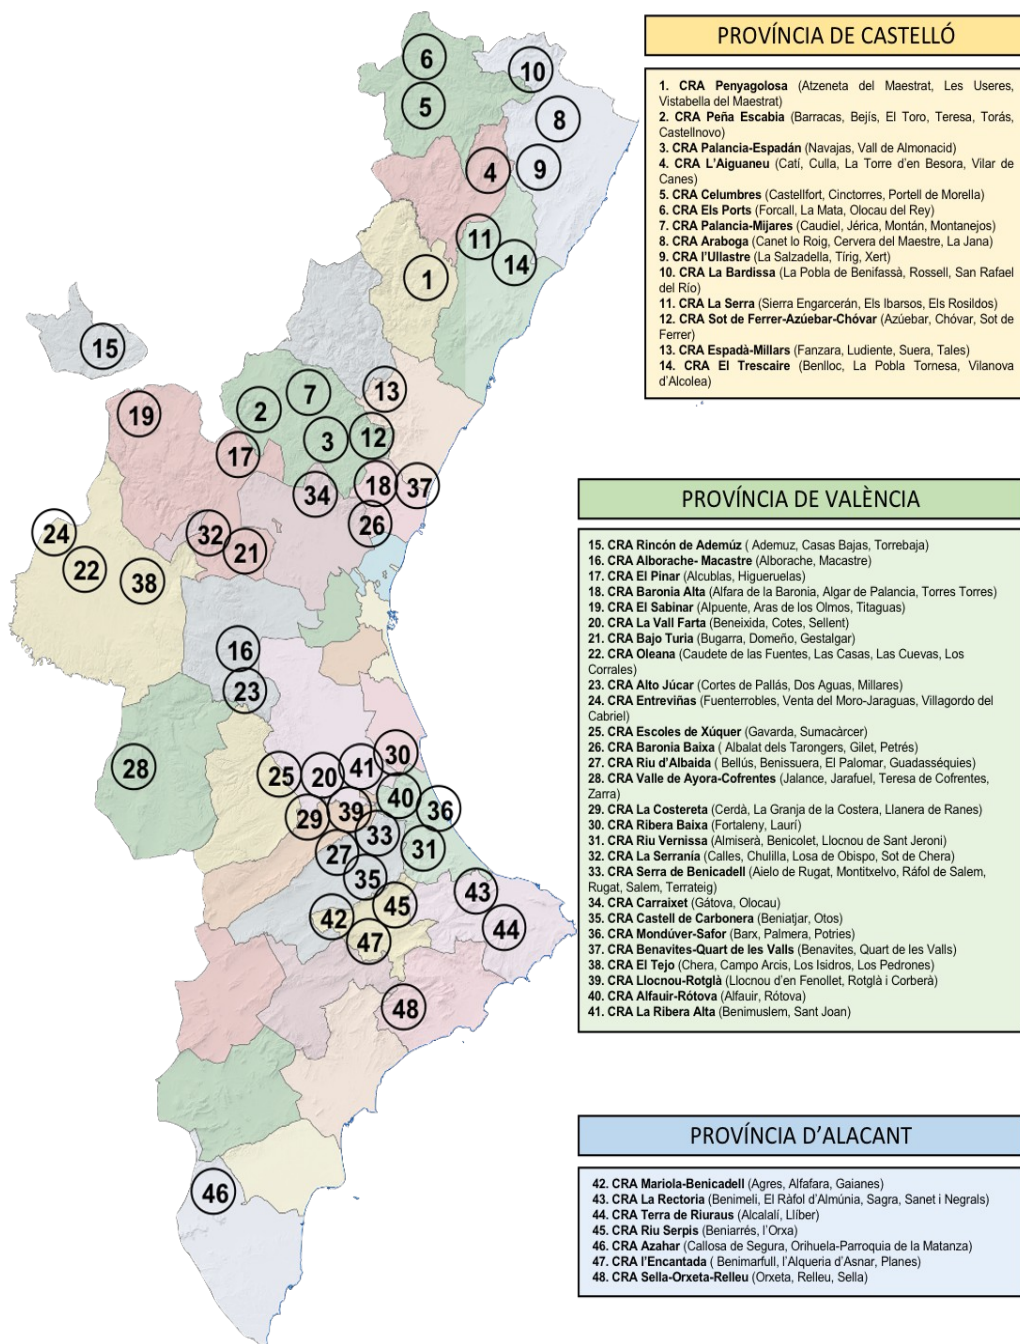 PROVÍNCIA DE CASTELLÓ
1. CRA Penyagolosa (Atzeneta del Maestrat, Les Useres,
Vistabella del Maestrat)
2. CRA Peña Escabia (Barracas, Bejís, El Toro, Teresa, Torás,
Castellnovo)
3. CRA Palancia-Espadán (Navajas, Vall de Almonacid)
4. CRA L'Aiguaneu (Catí, Culla, La Torre d'en Besora, Vilar de
Canes)
5. CRA Celumbres (Castellfort, Cinctorres, Portell de Morella)
6. CRA Els Ports (Forcall, La Mata, Olocau del Rey)
7. CRA Palancia-Mijares (Caudiel, Jérica, Montán, Montanejos)
8. CRA Araboga (Canet lo Roig, Cervera del Maestre, La Jana)
9. CRA l'Ullastre (La Salzadella, Tírig, Xert)
10. CRA La Bardissa (La Pobla de Benifassà, Rossell, San Rafael
del Río)
11. CRA La Serra (Sierra Engarcerán, Els Ibarsos, Els Rosildos)
12. CRA Sot de Ferrer-Azúebar-Chóvar (Azúebar, Chóvar, Sot de
Ferrer)
13. CRA Espadà-Millars (Fanzara, Ludiente, Suera, Tales)
14. CRA El Trescaire (Benlloc, La Pobla Tornesa, Vilanova
d'Alcolea)
PROVÍNCIA DE VALÈNCIA
15. CRA Rincón de Ademúz ( Ademuz, Casas Bajas, Torrebaja)
16. CRA Alborache- Macastre (Alborache, Macastre)
17. CRA El Pinar (Alcublas, Higueruelas)
18. CRA Baronia Alta (Alfara de la Baronia, Algar de Palancia, Torres Torres)
19. CRA El Sabinar (Alpuente, Aras de los Olmos, Titaguas)
20. CRA La Vall Farta (Beneixida, Cotes, Sellent)
21. CRA Bajo Turia (Bugarra, Domeño, Gestalgar)
22. CRA Oleana (Caudete de las Fuentes, Las Casas, Las Cuevas, Los
Corrales)
23. CRA Alto Júcar (Cortes de Pallás, Dos Aguas, Millares)
24. CRA Entreviñas (Fuenterrobles, Venta del Moro-Jaraguas, Villagordo del
Cabriel)
25. CRA Escoles de Xúquer (Gavarda, Sumacàrcer)
26. CRA Baronia Baixa ( Albalat dels Tarongers, Gilet, Petrés)
27. CRA Riu d'Albaida ( Bellús, Benissuera, El Palomar, Guadasséquies)
28. CRA Valle de Ayora-Cofrentes (Jalance, Jarafuel, Teresa de Cofrentes,
Zarra)
29. CRA La Costereta (Cerdà, La Granja de la Costera, Llanera de Ranes)
30. CRA Ribera Baixa (Fortaleny, Laurí)
31. CRA Riu Vernissa (Almiserà, Benicolet, Llocnou de Sant Jeroni)
32. CRA La Serranía (Calles, Chulilla, Losa de Obispo, Sot de Chera)
33. CRA Serra de Benicadell (Aielo de Rugat, Montitxelvo, Ráfol de Salem,
Rugat, Salem, Terrateig)
34. CRA Carraixet (Gátova, Olocau)
35. CRA Castell de Carbonera (Beniatjar, Otos)
36. CRA Mondúver-Safor (Barx, Palmera, Potries)
37. CRA Benavites-Quart de les Valls (Benavites, Quart de les Valls)
38. CRA El Tejo (Chera, Campo Arcis, Los Isidros, Los Pedrones)
39. CRA Llocnou-Rotglà (Llocnou d'en Fenollet, Rotglà i Corberà)
40. CRA Alfauir-Rótova (Alfauir, Rótova)
41. CRA La Ribera Alta (Benimuslem, Sant Joan)
PROVÍNCIA D'ALACANT
42. CRA Mariola-Benicadell (Agres, Alfafara, Gaianes)
43. CRA La Rectoria (Benimeli, El Ràfol d'Almúnia, Sagra, Sanet i Negrals)
44. CRA Terra de Riuraus (Alcalalí, Llíber)
45. CRA Riu Serpis (Beniarrés, l'Orxa)
46. CRA Azahar (Callosa de Segura, Orihuela-Parroquia de la Matanza)
47. CRA l'Encantada ( Benimarfull, l'Alqueria d'Asnar, Planes)
48. CRA Sella-Orxeta-Relleu (Orxeta, Relleu, Sella)
6
10
5
8
4
9
11
14
1
15
7
13
19
2
3
12
17
34
18
37
24
32
26
21
22
38
16
23
28
25
20
41
30
40
36
29
39
33
27
31
35
43
42
45
44
47
48
46